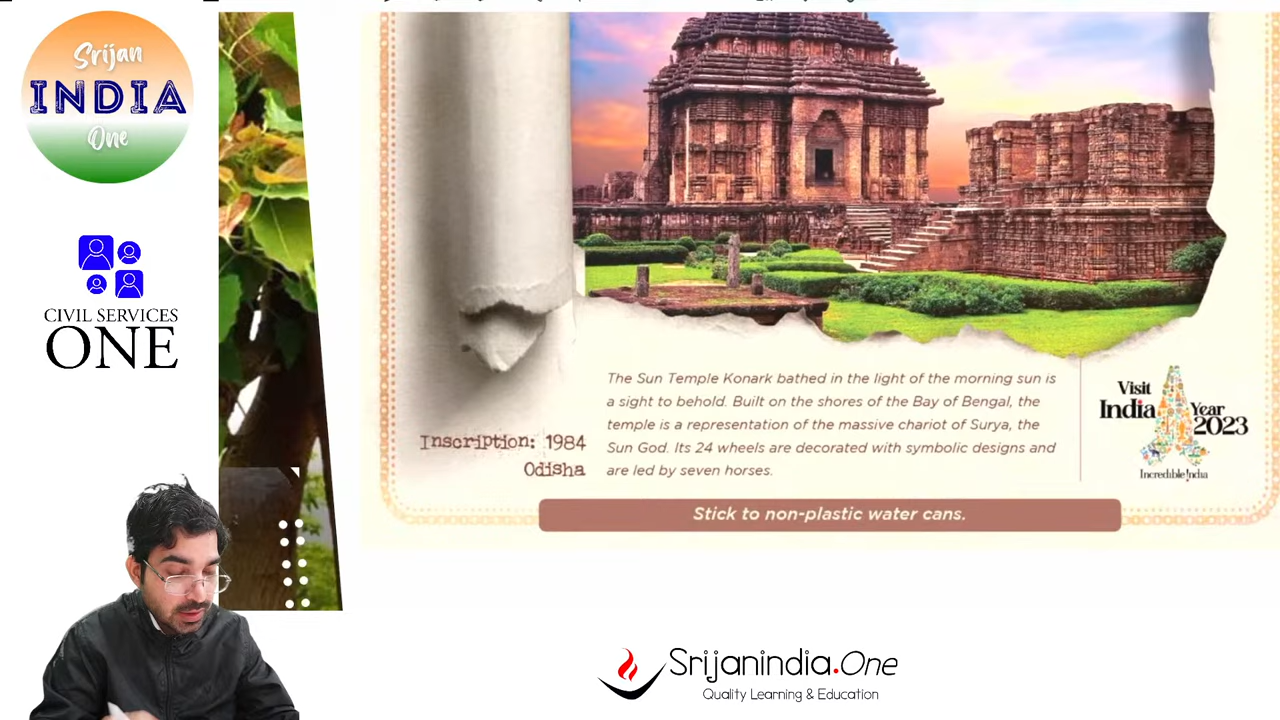 Srijan
INDIA
One
CIVIL SERVICES
ONE
The Sun Temple Konark bathed in the light of the morning sun is
a sight to behold. Built on the shores of the Bay of Bengal, the
temple is a representation of the massive chariot of Surya, the
Sun God. Its 24 wheels are decorated with symbolic designs and
are led by seven horses.
Inscription: 1984
Odisha
Visit
India Year
2023
Incredible !ndia
Stick to non-plastic water cans.
Srijanindia.One
Quality Learning & Education